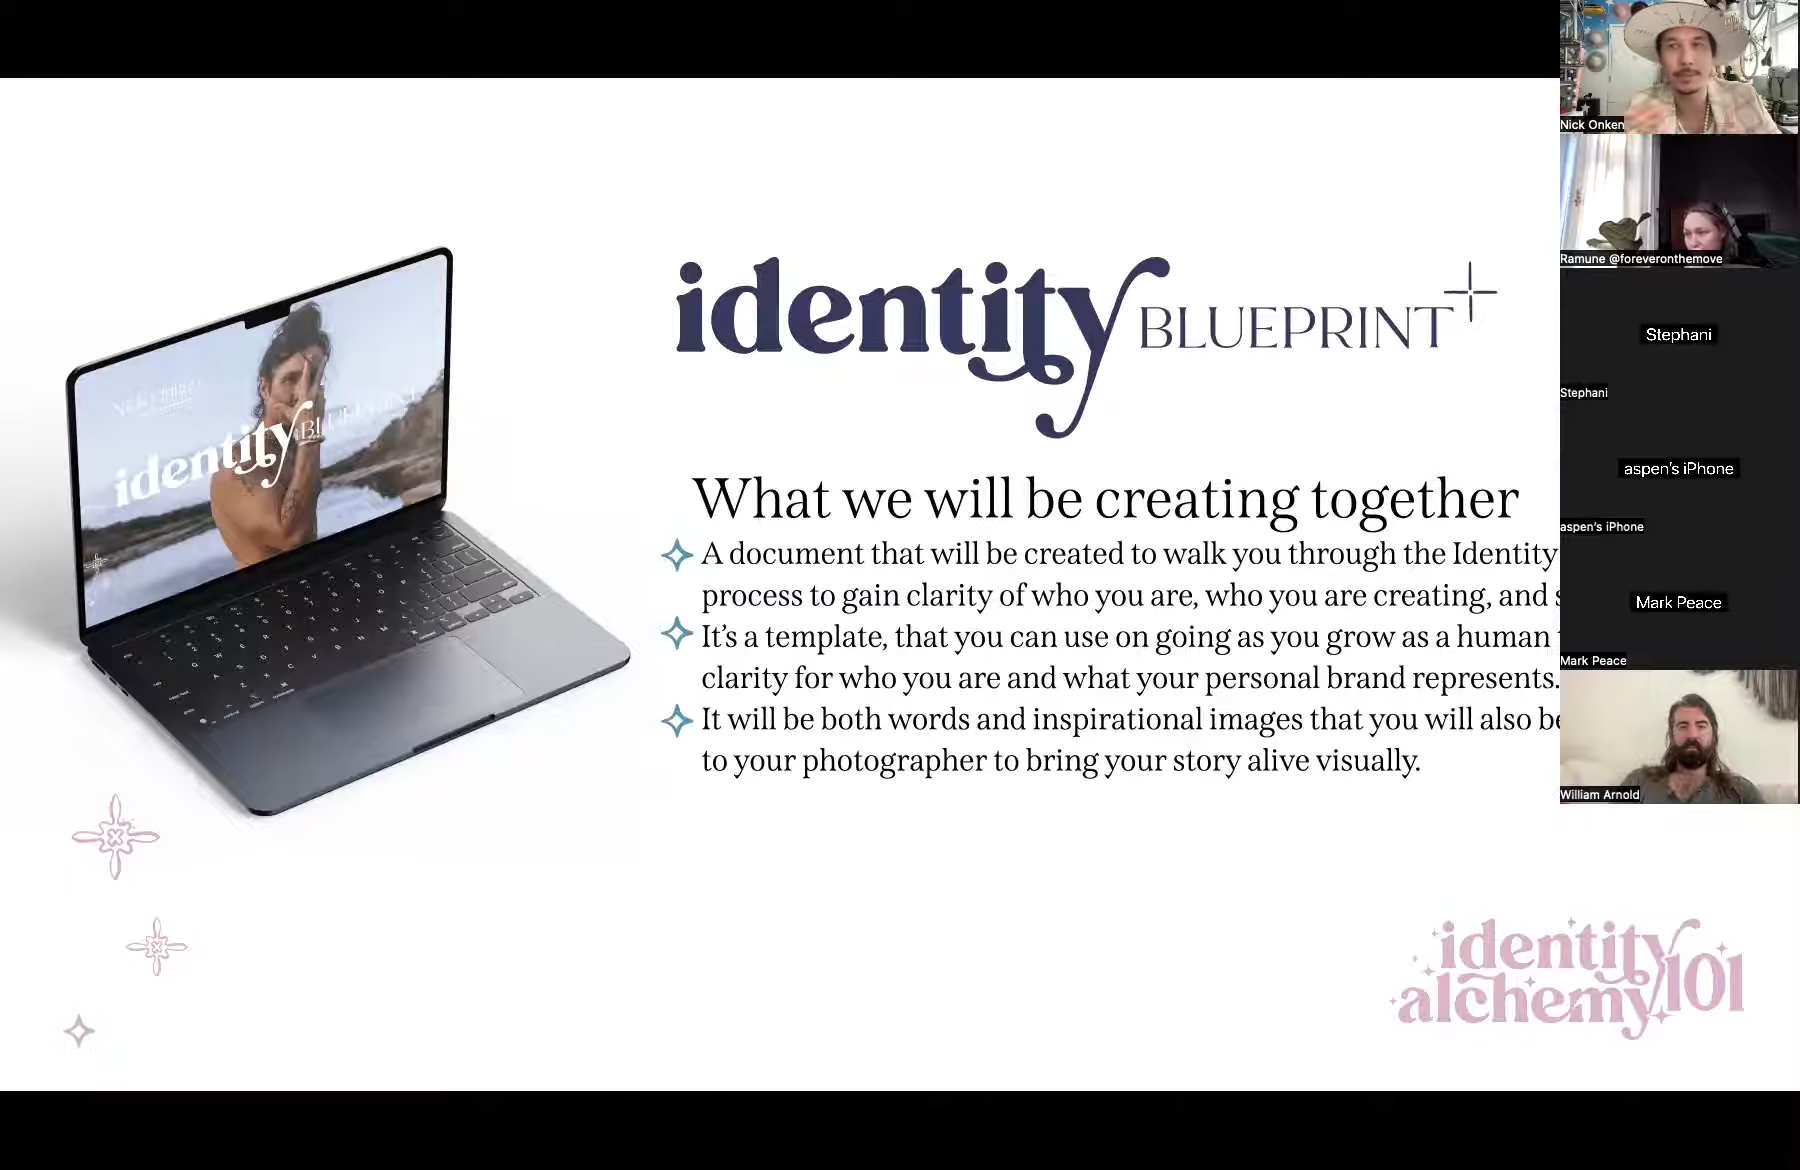 identity BLUEPRINT
What we will be creating together
A document that will be created to walk you through the Identity
process to gain clarity of who you are, who you are creating, and s
It's a template, that you can use on going as you grow as a human
clarity for who you are and what your personal brand represents.
It will be both words and inspirational images that you will also be
to your photographer to bring your story alive visually.
identity BLUEPRINT
identity
alchemy 101
Nick Onken
Ramune @foreveronthemove
Stephani
Stephani
aspen's iPhone
aspen's iPhone
Mark Peace
Mark Peace
William Arnold